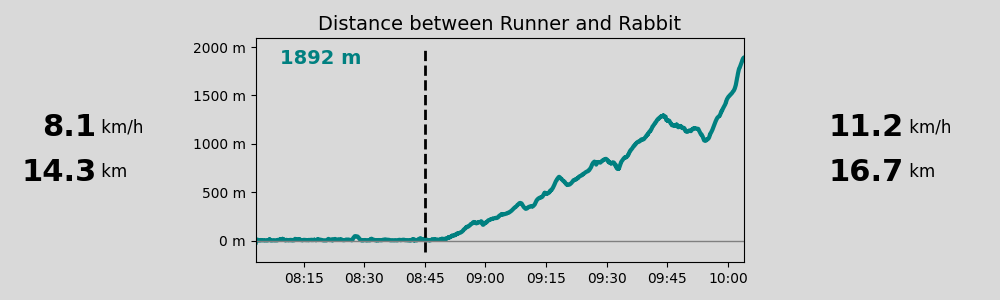 Distance between Runner and Rabbit
1892 m
2000 m
1500 m
1000 m
500 m
0 m
08:15 08:30 08:45 09:00 09:15 09:30 09:45 10:00
8.1 km/h
14.3 km
11.2 km/h
16.7 km